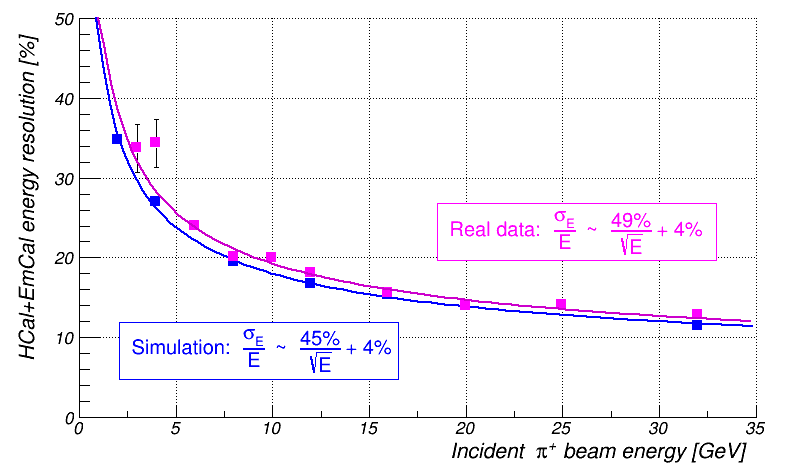 HCal+EmCal energy resolution [%]
50
40
30
20
10
0
Real data: σE/E ~ 49%/√E + 4%
Simulation: σE/E ~ 45%/√E + 4%
0 5 10 15 20 25 30 35
Incident π+ beam energy [GeV]